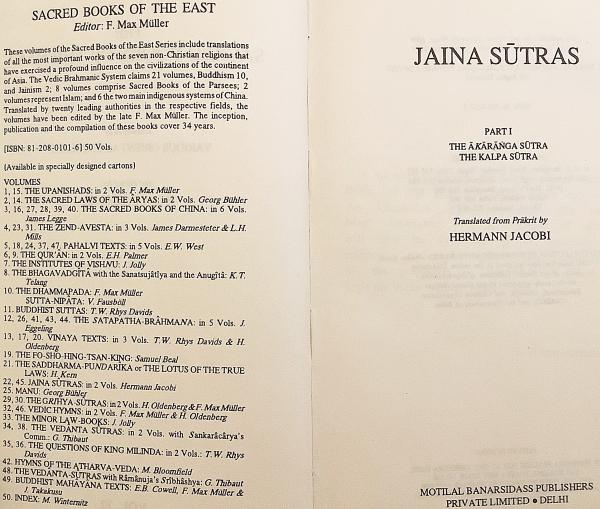 SACRED BOOKS OF THE EAST
Editor: F. Max Müller
These volumes of the Sacred Books of the East Series include translations
of all the most important works of the seven non-Christian religions that
have exercised a profound influence on the civilizations of the continent
of Asia. The Vedic Brahmanic System claims 21 volumes, Buddhism 10,
and Jainism 2; 8 volumes comprise Sacred Books of the Parsees; 2
volumes represent Islam; and 6 the two main indigenous systems of China.
Translated by twenty leading authorities in the respective fields, the
volumes have been edited by the late F. Max Müller. The inception,
publication and the compilation of these books cover 34 years.
[ISBN: 81-208-0101-6] 50 Vols.
(Available in specially designed cartons)
VOLUMES
1, 15. THE UPANISHADS: in 2 Vols. F. Max Müller
2, 14. THE SACRED LAWS OF THE ARYAS: in 2 Vols. Georg Bühler
3, 16, 27, 28, 39, 40. THE SACRED BOOKS OF CHINA: in 6 Vols.
James Legge
4, 23, 31. THE ZEND-AVESTA: in 3 Vols. James Darmesteter & L.H.
Mills
5, 18, 24, 37, 47. PAHALVI TEXTS: in 5 Vols. E.W. West
6, 9. THE QUR'AN: in 2 Vols. E.H. Palmer
7. THE INSTITUTES OF VISHNU: J. Jolly
8. THE BHAGAVADGĪTĀ with the Sanatsujātīya and the Anugītā: K.T.
Telang
10. THE DHAMMAPADA: F. Max Müller
SUTTA-NIPĀTA: V. Fausböll
11. BUDDHIST SUTTAS: T.W. Rhys Davids
12, 26, 41, 43, 44. THE SATAPATHA-BRĀHMANA: in 5 Vols. J.
Eggeling
13, 17, 20. VINAYA TEXTS: in 3 Vols. T.W. Rhys Davids & H.
Oldenberg
19. THE FO-SHO-HING-TSAN-KING: Samuel Beal
21. THE SADDHARMA-PUNDARĪKA or THE LOTUS OF THE TRUE
LAWS: H. Kern
22, 45. JAINA SŪTRAS: in 2 Vols. Hermann Jacobi
25. MANU: Georg Bühler
29, 30. THE GRIHYA-SŪTRAS: in 2 Vols. H. Oldenberg & F. Max Müller
32, 46. VEDIC HYMNS: in 2 Vols. F. Max Müller & H. Oldenberg
33. THE MINOR LAW-BOOKS: J. Jolly
34, 38. THE VEDĀNTA SŪTRAS: in 2 Vols. with Sankarācārya's
Comm.: G. Thibaut
35, 36. THE QUESTIONS OF KING MILINDA: in 2 Vols.: T.W. Rhys
Davids
42. HYMNS OF THE ATHARVA-VEDA: M. Bloomfield
48. THE VEDĀNTA-SŪTRAS with Rāmānuja's Śrībhāshya: G. Thibaut
49. BUDDHIST MAHĀYĀNA TEXTS: E.B. Cowell, F. Max Müller &
J. Takakusu
50. INDEX: M. Winternitz
JAINA SŪTRAS
PART I
THE ĀKĀRĀṄGA SŪTRA
THE KALPA SŪTRA
Translated from Prākrit by
HERMANN JACOBI
MOTILAL BANARSIDASS PUBLISHERS
PRIVATE LIMITED • DELHI